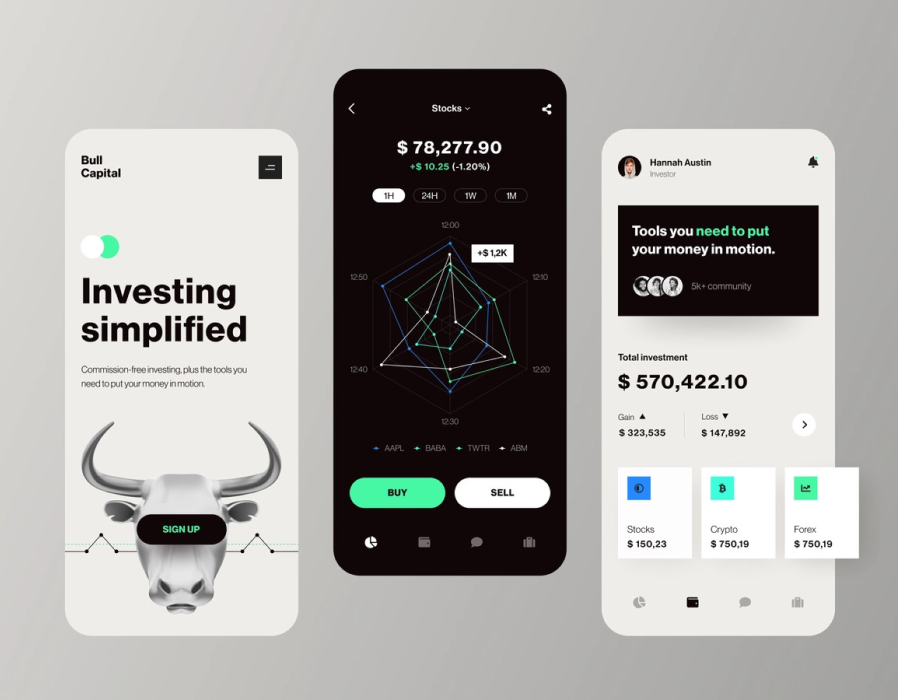 Bull
Capital
Investing
simplified
Commission-free investing, plus the tools you
need to put your money in motion.
SIGN UP
Stocks
$ 78,277.90
+$ 10.25 (-1.20%)
1H
24H
1W
1M
12:00
+$ 1,2K
12:50
12:10
12:40
12:20
12:30
AAPL
BABA
TWTR
ABM
BUY
SELL
Hannah Austin
Investor
Tools you need to put
your money in motion.
5k+ community
Total investment
$ 570,422.10
Gain
Loss
$ 323,535
$ 147,892
Stocks
Crypto
Forex
$ 150,23
$ 750,19
$ 750,19